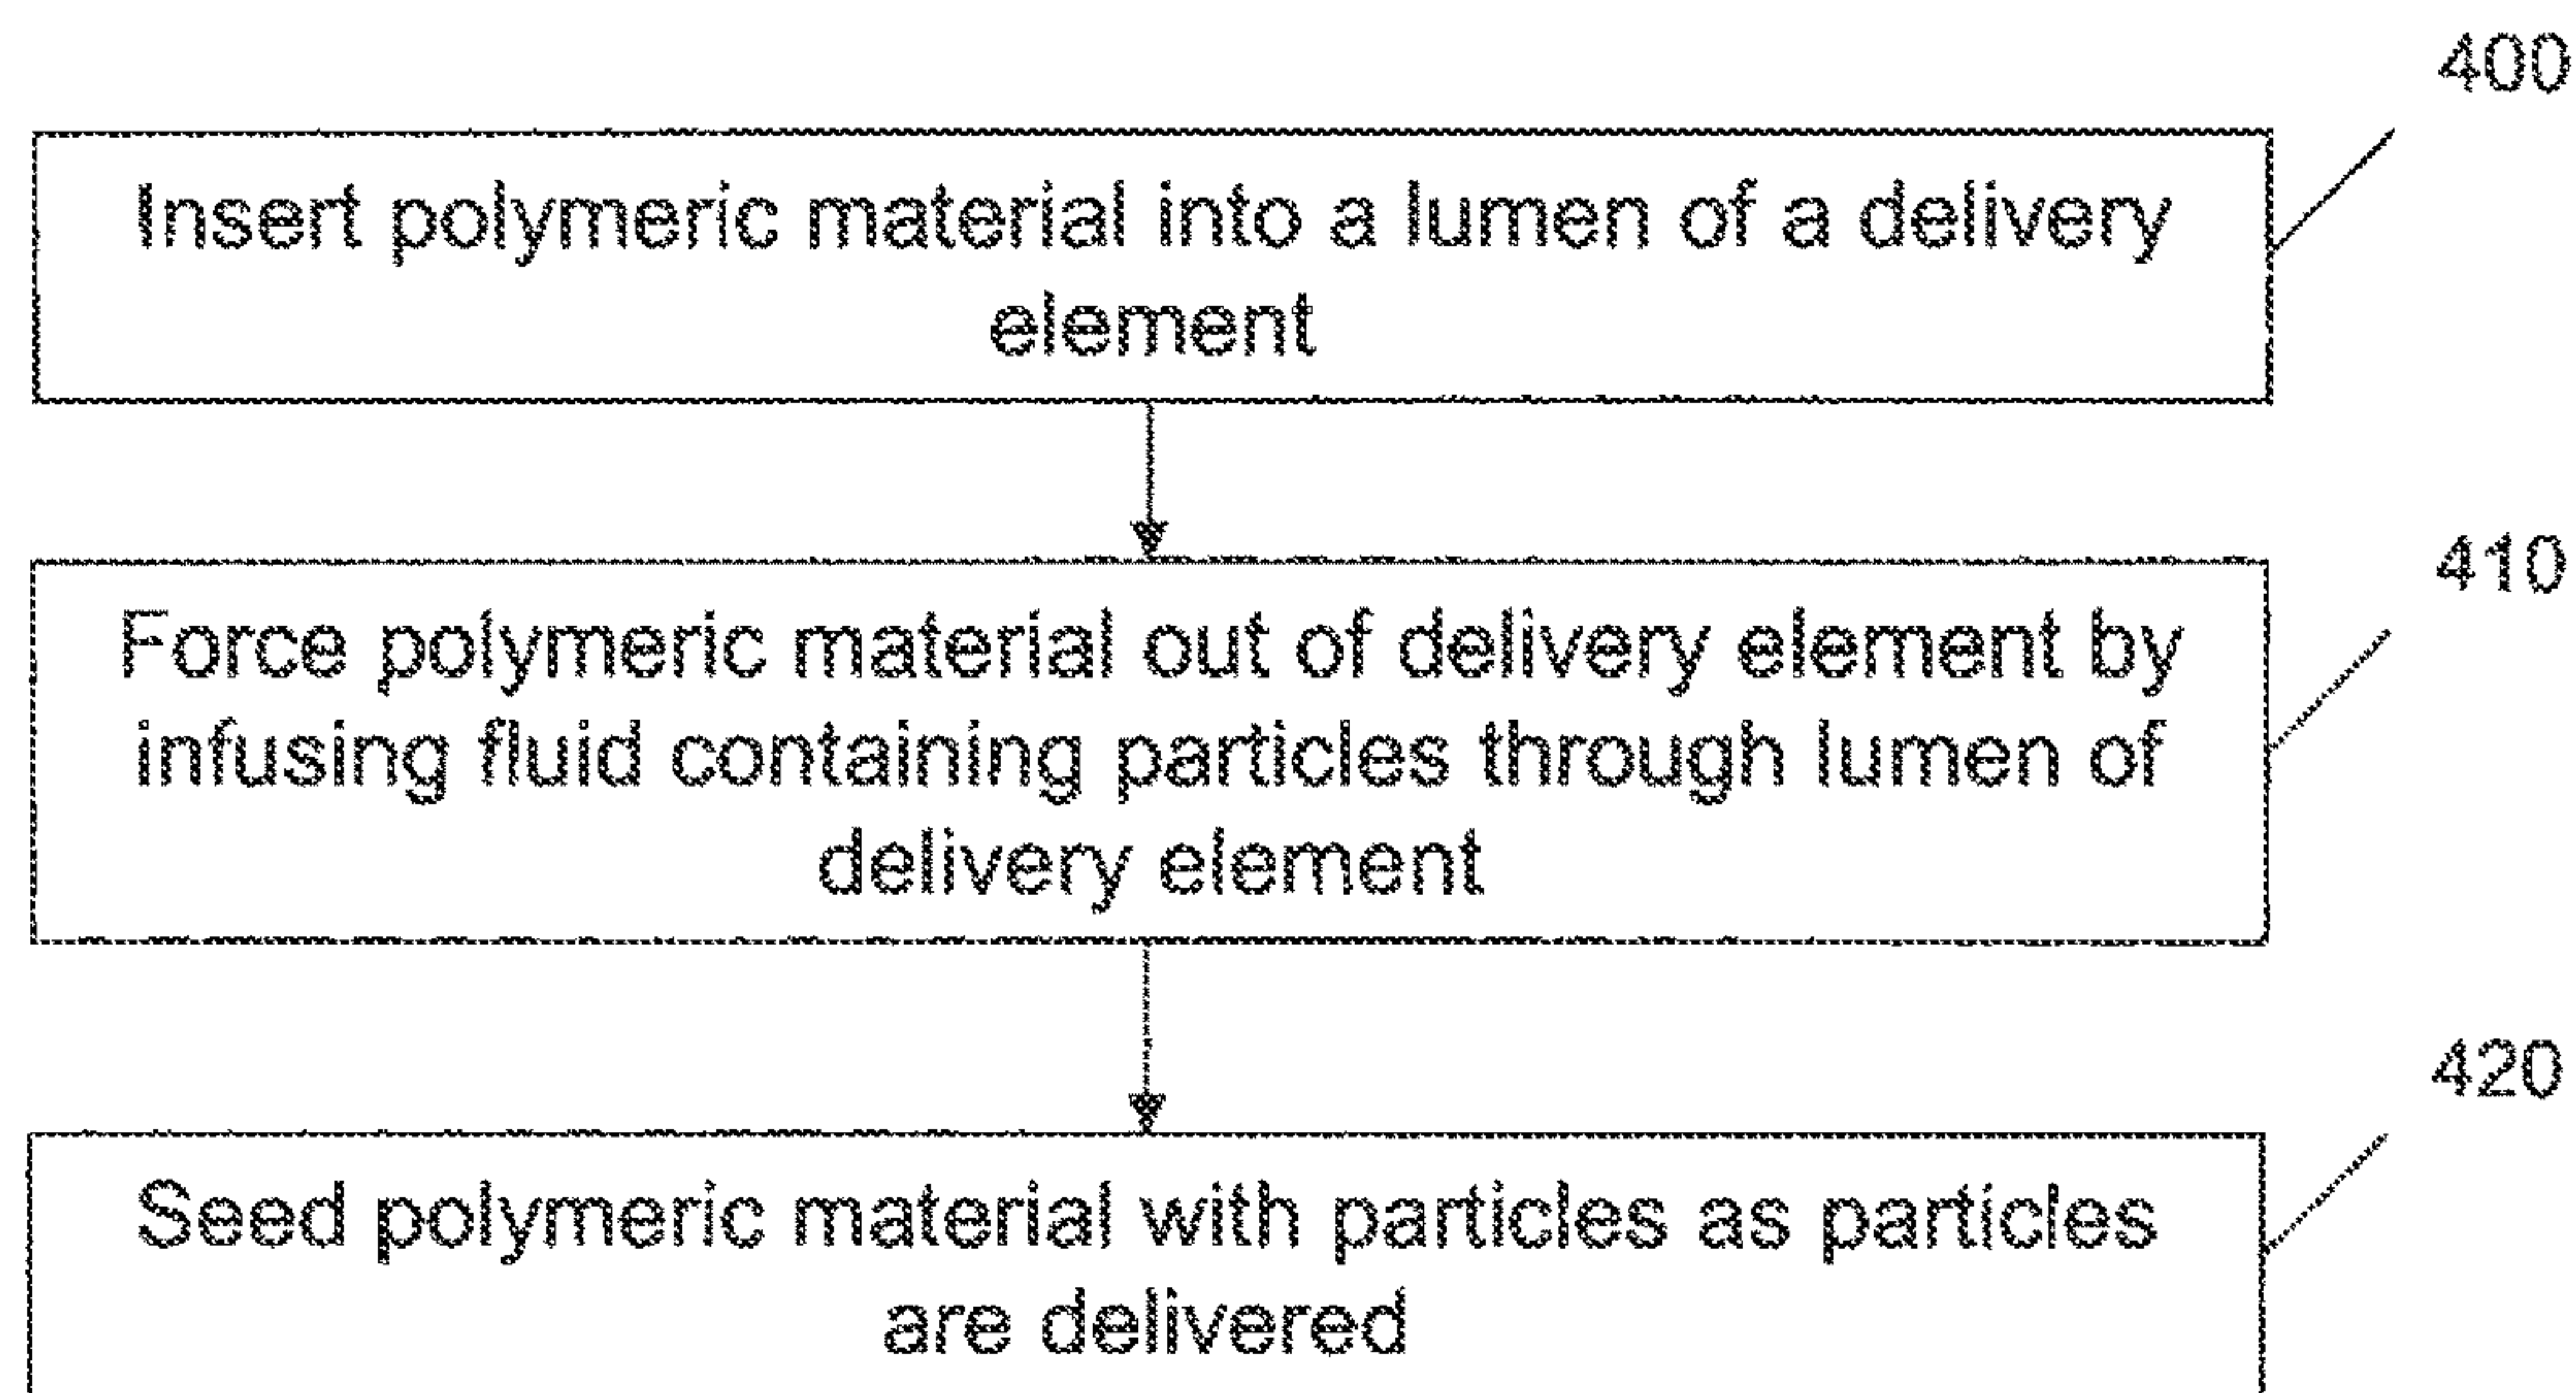 400
Insert polymeric material into a lumen of a delivery
element
410
Force polymeric material out of delivery element by
infusing fluid containing particles through lumen of
delivery element
420
Seed polymeric material with particles as particles
are delivered